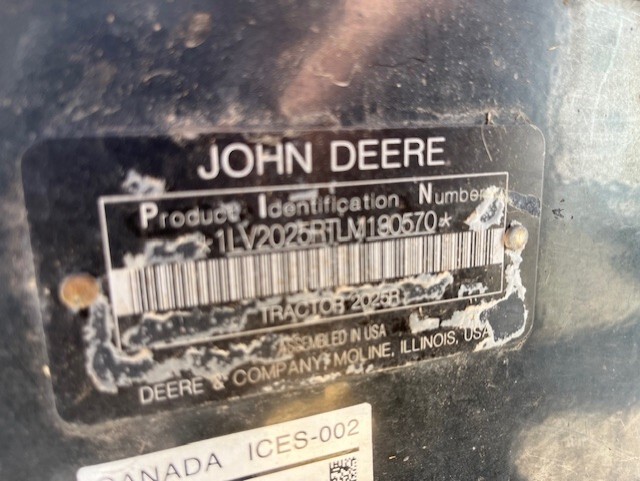 JOHN DEERE
Product Identification Number
*1LV2025RTLM190570*
TRACTOR 2025R
ASSEMBLED IN USA
DEERE & COMPANY, MOLINE, ILLINOIS, USA
CANADA ICES-002